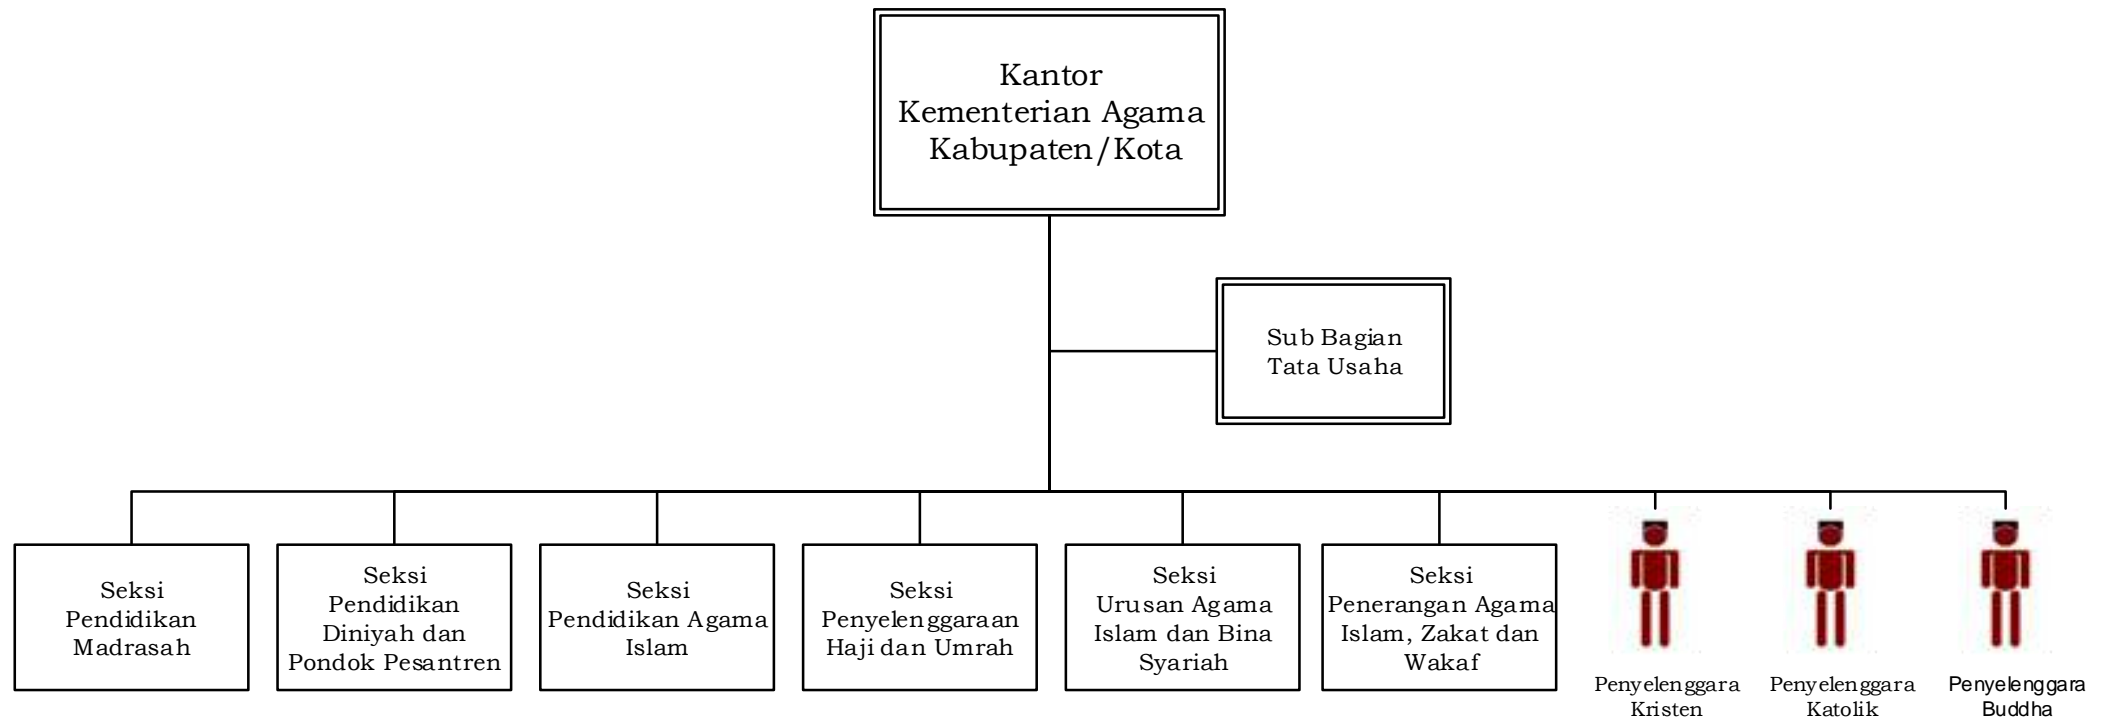 Kantor
Kementerian Agama
Kabupaten/Kota
Sub Bagian
Tata Usaha
Seksi
Pendidikan
Madrasah
Seksi
Pendidikan
Diniyah dan
Pondok Pesantren
Seksi
Pendidikan Agama
Islam
Seksi
Penyelenggaraan
Haji dan Umrah
Seksi
Urusan Agama
Islam dan Bina
Syariah
Seksi
Penerangan Agama
Islam, Zakat dan
Wakaf
Penyelenggara
Kristen
Penyelenggara
Katolik
Penyelenggara
Buddha